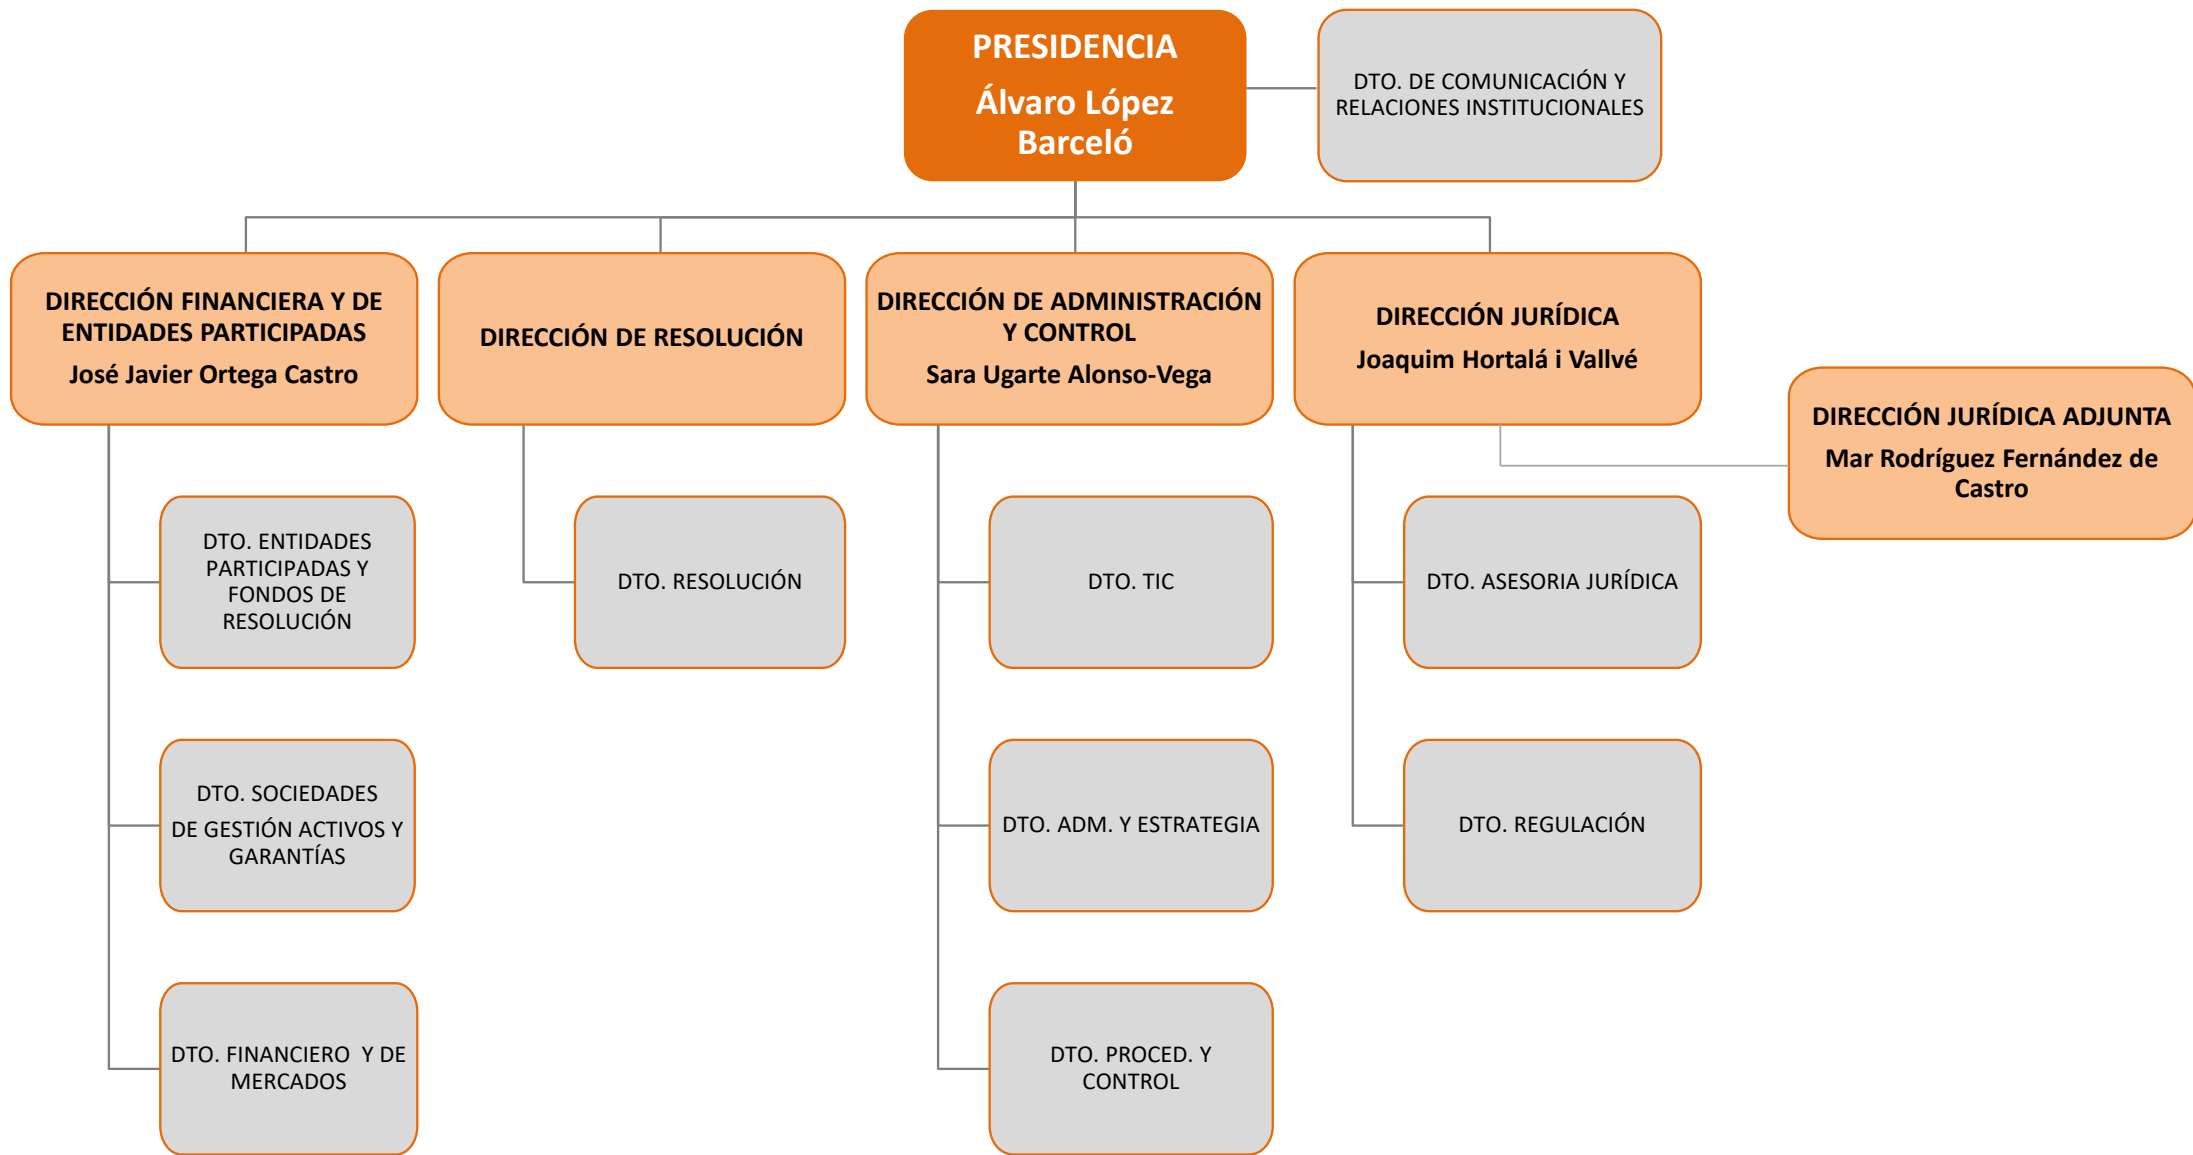 PRESIDENCIA
Álvaro López
Barceló
DTO. DE COMUNICACIÓN Y
RELACIONES INSTITUCIONALES
DIRECCIÓN FINANCIERA Y DE
ENTIDADES PARTICIPADAS
José Javier Ortega Castro
DIRECCIÓN DE RESOLUCIÓN
DIRECCIÓN DE ADMINISTRACIÓN
Y CONTROL
Sara Ugarte Alonso-Vega
DIRECCIÓN JURÍDICA
Joaquim Hortalá i Vallvé
DIRECCIÓN JURÍDICA ADJUNTA
Mar Rodríguez Fernández de
Castro
DTO. ENTIDADES
PARTICIPADAS Y
FONDOS DE
RESOLUCIÓN
DTO. RESOLUCIÓN
DTO. TIC
DTO. ASESORIA JURÍDICA
DTO. SOCIEDADES
DE GESTIÓN ACTIVOS Y
GARANTÍAS
DTO. ADM. Y ESTRATEGIA
DTO. REGULACIÓN
DTO. FINANCIERO  Y DE
MERCADOS
DTO. PROCED. Y
CONTROL